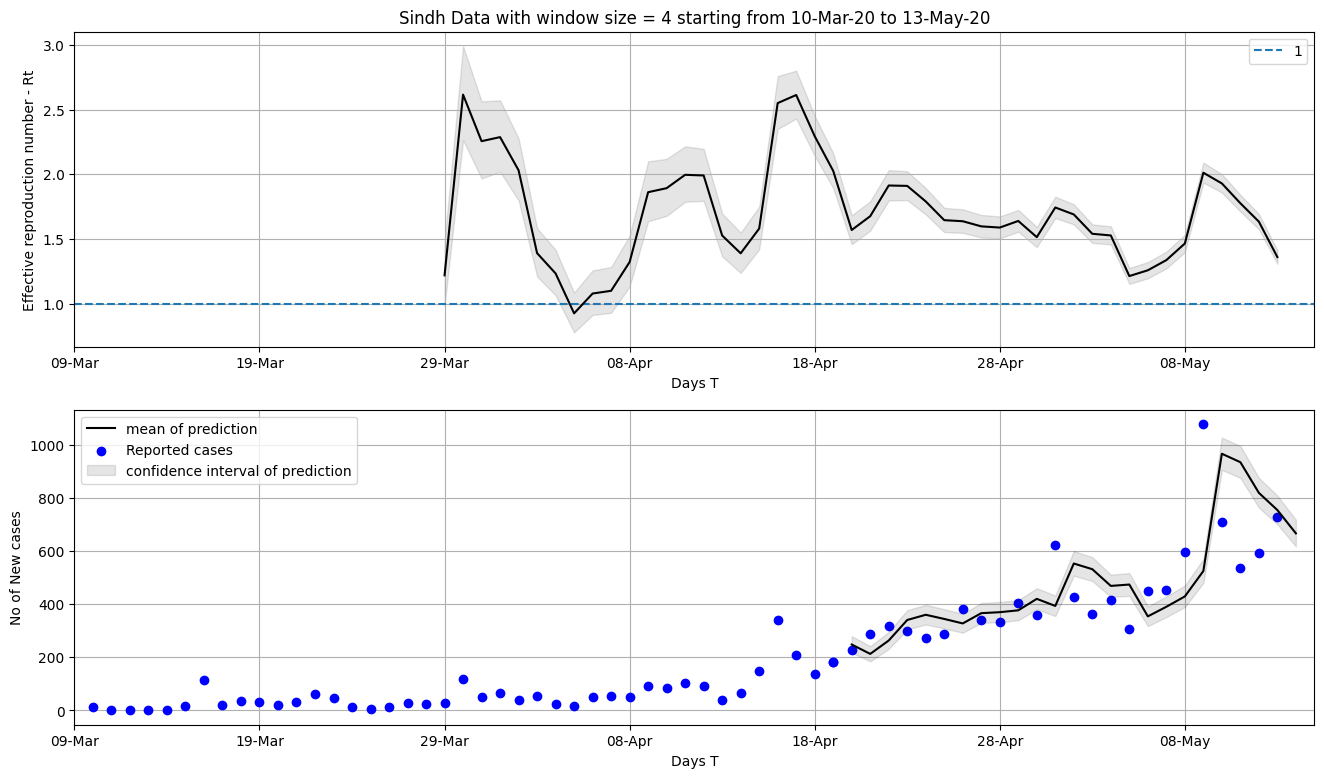 Sindh Data with window size = 4 starting from 10-Mar-20 to 13-May-20
Effective reproduction number - Rt
3.0
2.5
2.0
1.5
1.0
1
09-Mar 19-Mar 29-Mar 08-Apr 18-Apr 28-Apr 08-May
Days T
No of New cases
1000
800
600
400
200
0
mean of prediction
Reported cases
confidence interval of prediction
09-Mar 19-Mar 29-Mar 08-Apr 18-Apr 28-Apr 08-May
Days T